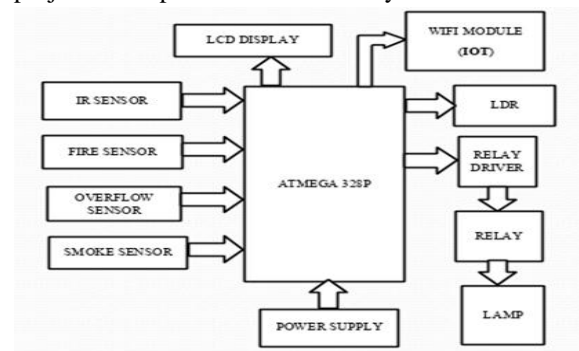 LCD DISPLAY
WIFI MODULE
(IOT)
IR SENSOR
LDR
FIRE SENSOR
RELAY
DRIVER
ATMEGA 328P
OVERFLOW
SENSOR
RELAY
SMOKE SENSOR
LAMP
POWER SUPPLY